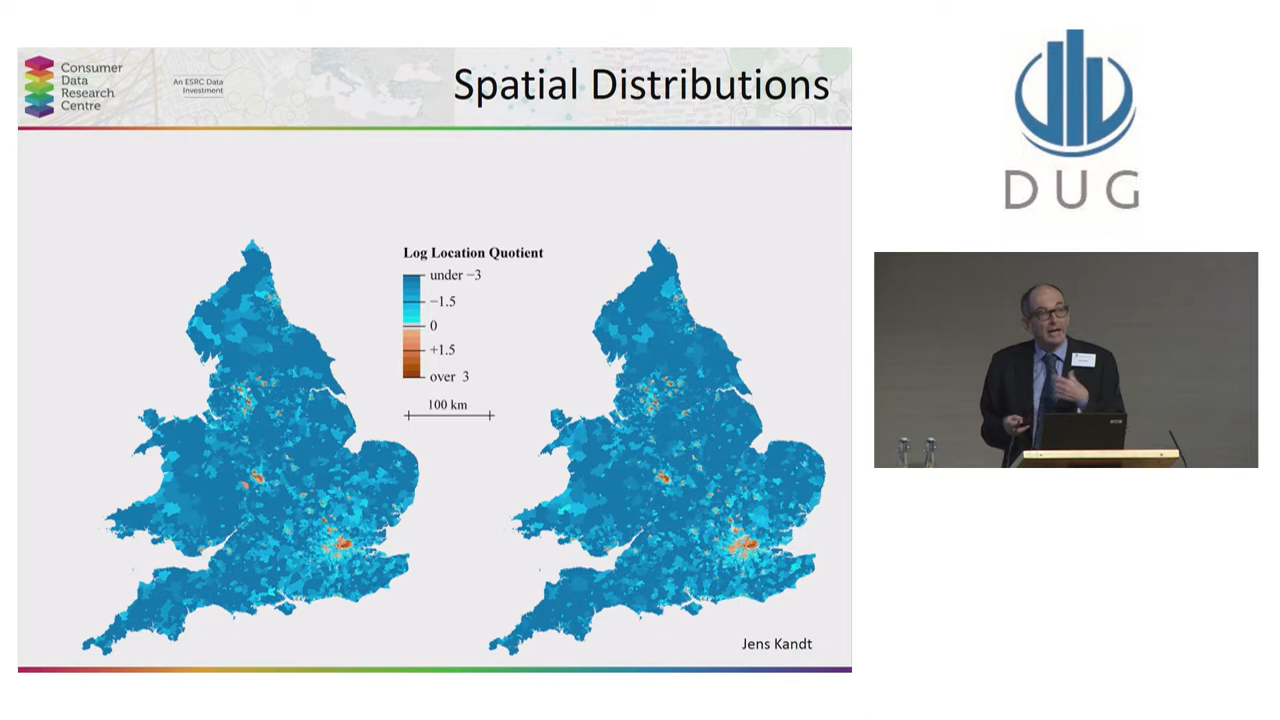 Consumer
Data
Research
Centre
An ESRC Data
Investment
Spatial Distributions
Log Location Quotient
under −3
−1.5
0
+1.5
over 3
100 km
Jens Kandt
DUG